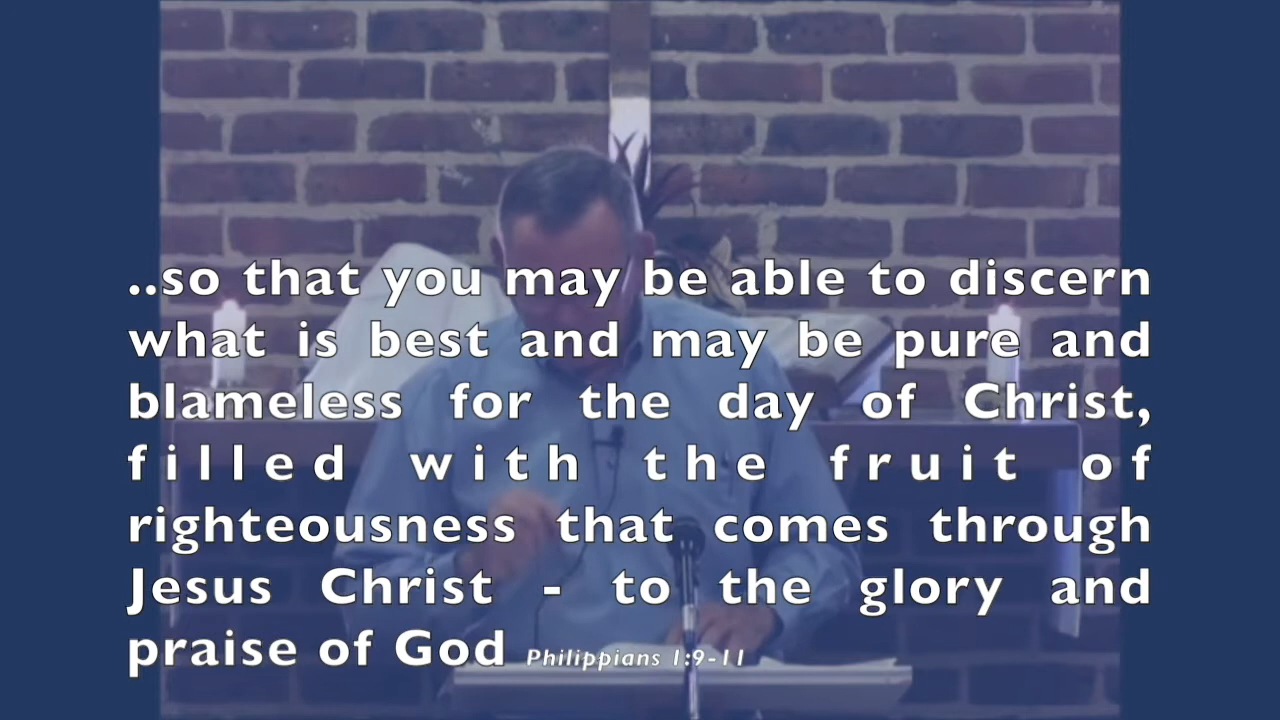 ..so that you may be able to discern
what is best and may be pure and
blameless for the day of Christ,
filled with the fruit of
righteousness that comes through
Jesus Christ - to the glory and
praise of God Philippians 1:9-11